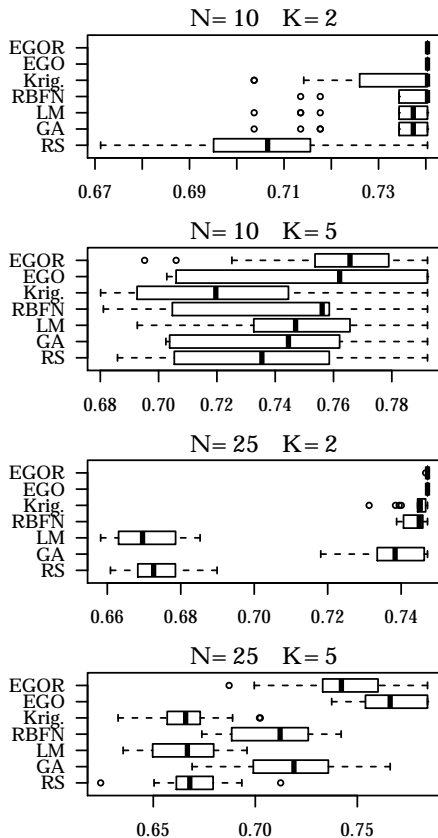 N= 10 K= 2
EGOR
EGO
Krig.
RBFN
LM
GA
RS
0.67 0.69 0.71 0.73
N= 10 K= 5
EGOR
EGO
Krig.
RBFN
LM
GA
RS
0.68 0.70 0.72 0.74 0.76 0.78
N= 25 K= 2
EGOR
EGO
Krig.
RBFN
LM
GA
RS
0.66 0.68 0.70 0.72 0.74
N= 25 K= 5
EGOR
EGO
Krig.
RBFN
LM
GA
RS
0.65 0.70 0.75